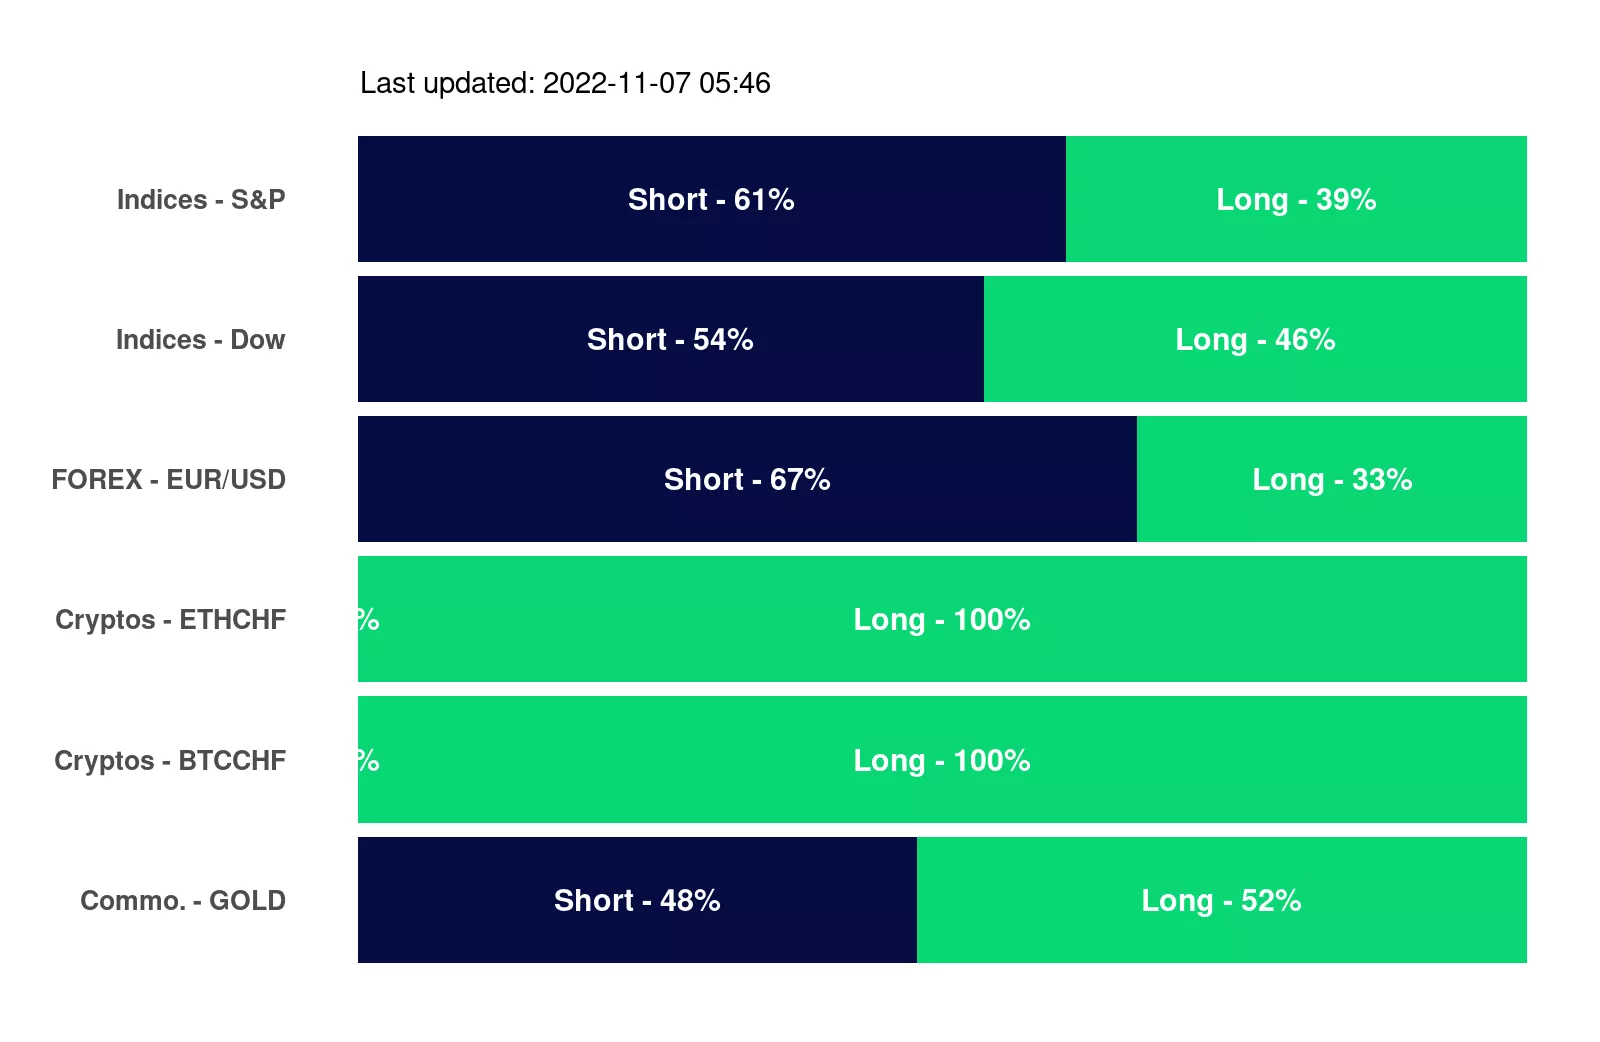 Last updated: 2022-11-07 05:46
Indices - S&P Short - 61% Long - 39%
Indices - Dow Short - 54% Long - 46%
FOREX - EUR/USD Short - 67% Long - 33%
Cryptos - ETHCHF % Long - 100%
Cryptos - BTCCHF % Long - 100%
Commo. - GOLD Short - 48% Long - 52%